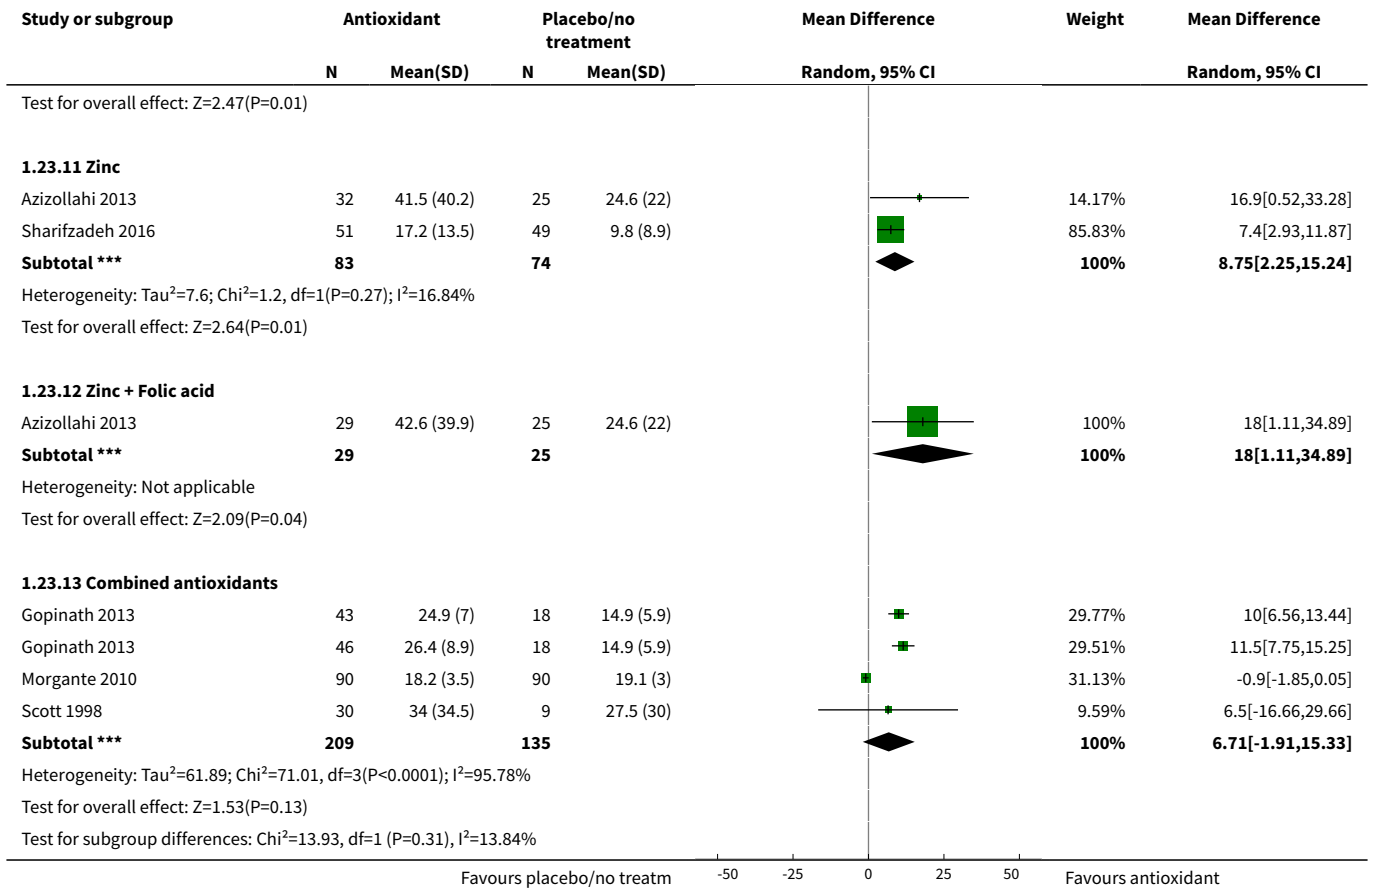 Study or subgroup Antioxidant Placebo/no treatment Mean Difference Weight Mean Difference
N Mean(SD) N Mean(SD) Random, 95% CI Random, 95% CI
Test for overall effect: Z=2.47(P=0.01)
1.23.11 Zinc
Azizollahi 2013 32 41.5 (40.2) 25 24.6 (22) 14.17% 16.9[0.52,33.28]
Sharifzadeh 2016 51 17.2 (13.5) 49 9.8 (8.9) 85.83% 7.4[2.93,11.87]
Subtotal *** 83 74 100% 8.75[2.25,15.24]
Heterogeneity: Tau²=7.6; Chi²=1.2, df=1(P=0.27); I²=16.84%
Test for overall effect: Z=2.64(P=0.01)
1.23.12 Zinc + Folic acid
Azizollahi 2013 29 42.6 (39.9) 25 24.6 (22) 100% 18[1.11,34.89]
Subtotal *** 29 25 100% 18[1.11,34.89]
Heterogeneity: Not applicable
Test for overall effect: Z=2.09(P=0.04)
1.23.13 Combined antioxidants
Gopinath 2013 43 24.9 (7) 18 14.9 (5.9) 29.77% 10[6.56,13.44]
Gopinath 2013 46 26.4 (8.9) 18 14.9 (5.9) 29.51% 11.5[7.75,15.25]
Morgante 2010 90 18.2 (3.5) 90 19.1 (3) 31.13% -0.9[-1.85,0.05]
Scott 1998 30 34 (34.5) 9 27.5 (30) 9.59% 6.5[-16.66,29.66]
Subtotal *** 209 135 100% 6.71[-1.91,15.33]
Heterogeneity: Tau²=61.89; Chi²=71.01, df=3(P<0.0001); I²=95.78%
Test for overall effect: Z=1.53(P=0.13)
Test for subgroup differences: Chi²=13.93, df=1 (P=0.31), I²=13.84%
Favours placebo/no treatm -50 -25 0 25 50 Favours antioxidant